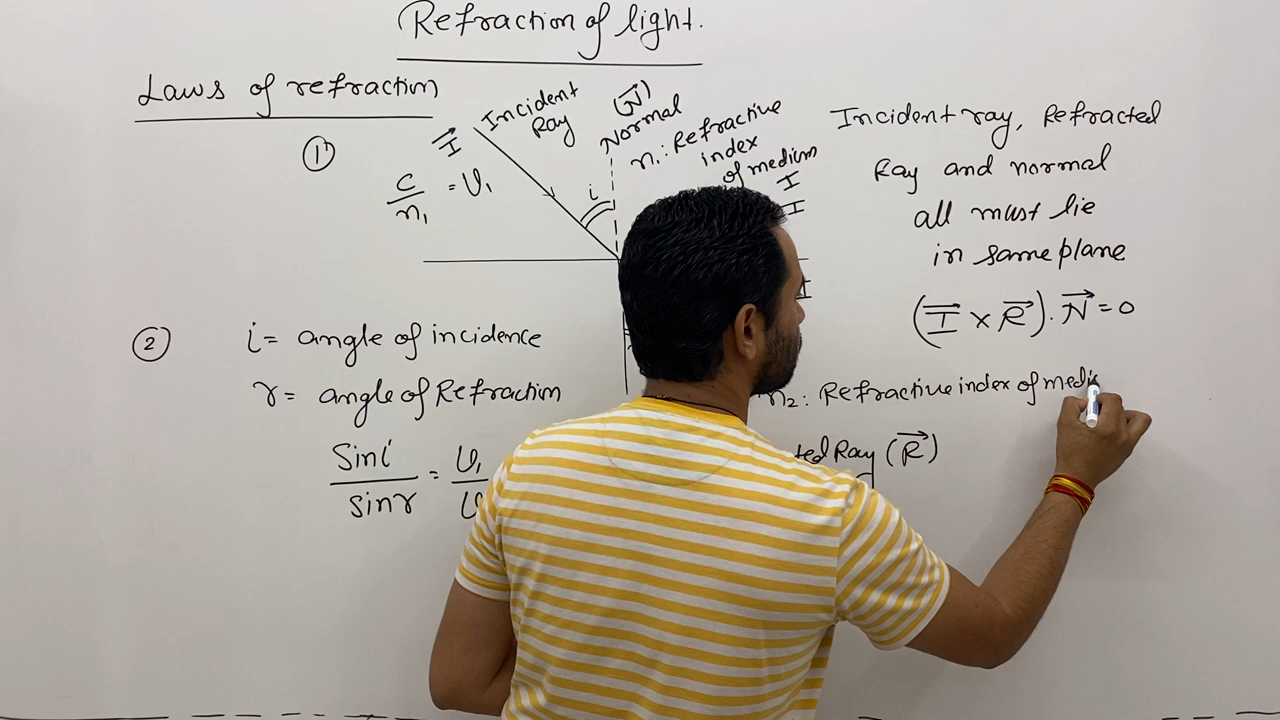 Refraction of light.
Laws of refraction
①
I⃗
Incident
Ray
(N⃗)
Normal
n₁: Refractive
index
of medium
I
I
C/n₁ = v₁
i
I
Incident ray, Refracted
Ray and normal
all must lie
in same plane
(I⃗ × R⃗). N⃗ = 0
②
i = angle of incidence
r = angle of Refraction
Sin i / sin r = v₁ / v
n₂: Refractive index of medi
ted Ray (R⃗)